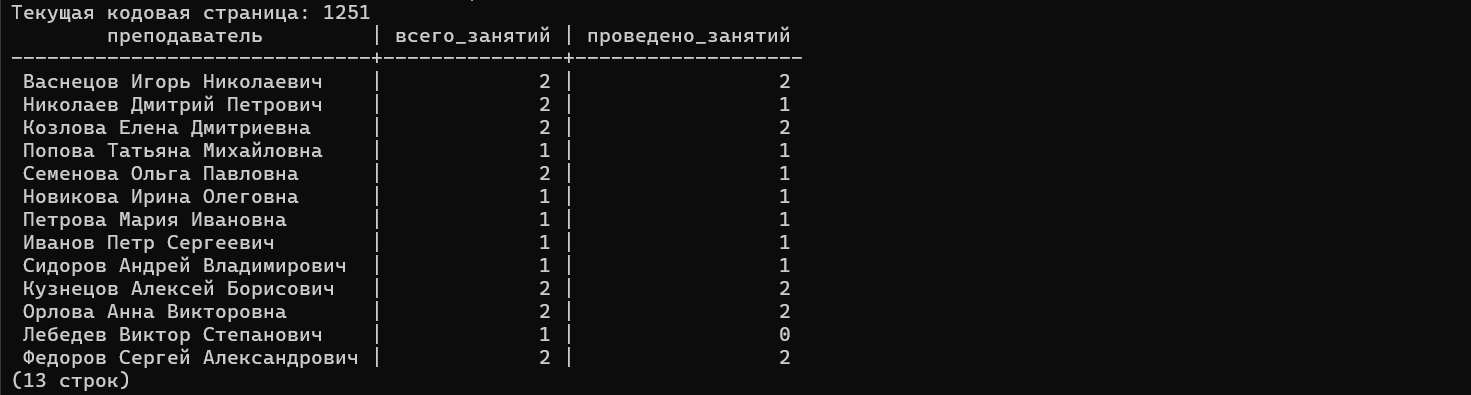 Текущая кодовая страница: 1251
преподаватель | всего_занятий | проведено_занятий
------------------------------+---------------+-------------------
Васнецов Игорь Николаевич | 2 | 2
Николаев Дмитрий Петрович | 2 | 1
Козлова Елена Дмитриевна | 2 | 2
Попова Татьяна Михайловна | 1 | 1
Семенова Ольга Павловна | 2 | 1
Новикова Ирина Олеговна | 1 | 1
Петрова Мария Ивановна | 1 | 1
Иванов Петр Сергеевич | 1 | 1
Сидоров Андрей Владимирович | 1 | 1
Кузнецов Алексей Борисович | 2 | 2
Орлова Анна Викторовна | 2 | 2
Лебедев Виктор Степанович | 1 | 0
Федоров Сергей Александрович | 2 | 2
(13 строк)